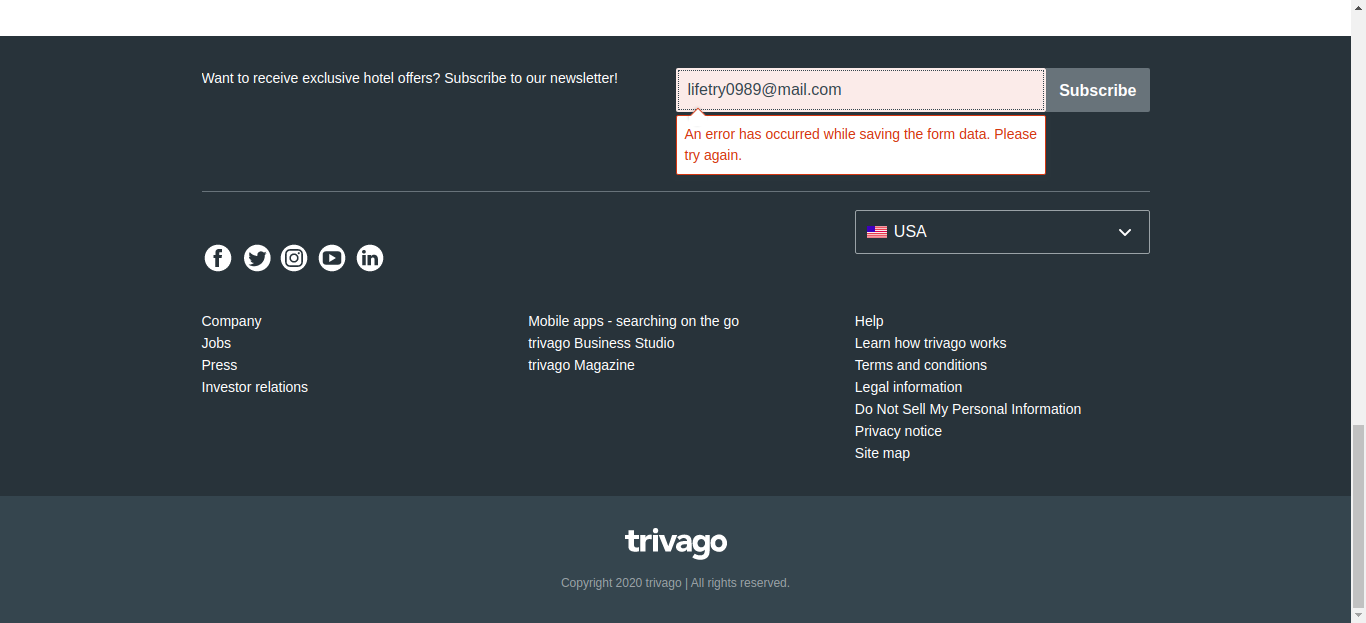 Want to receive exclusive hotel offers? Subscribe to our newsletter!
lifetry0989@mail.com
Subscribe
An error has occurred while saving the form data. Please
try again.
USA
Company
Jobs
Press
Investor relations
Mobile apps - searching on the go
trivago Business Studio
trivago Magazine
Help
Learn how trivago works
Terms and conditions
Legal information
Do Not Sell My Personal Information
Privacy notice
Site map
trivago
Copyright 2020 trivago | All rights reserved.